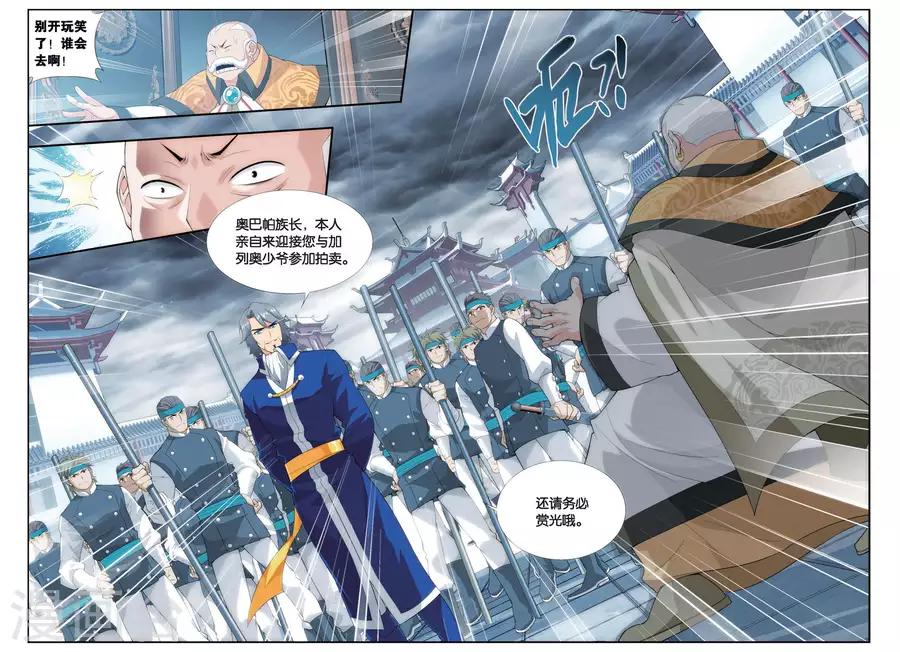 别开玩笑
了！谁会
去啊！
呃?!
奥巴帕族长，本人
亲自来迎接您与加
列奥少爷参加拍卖。
还请务必
赏光哦。